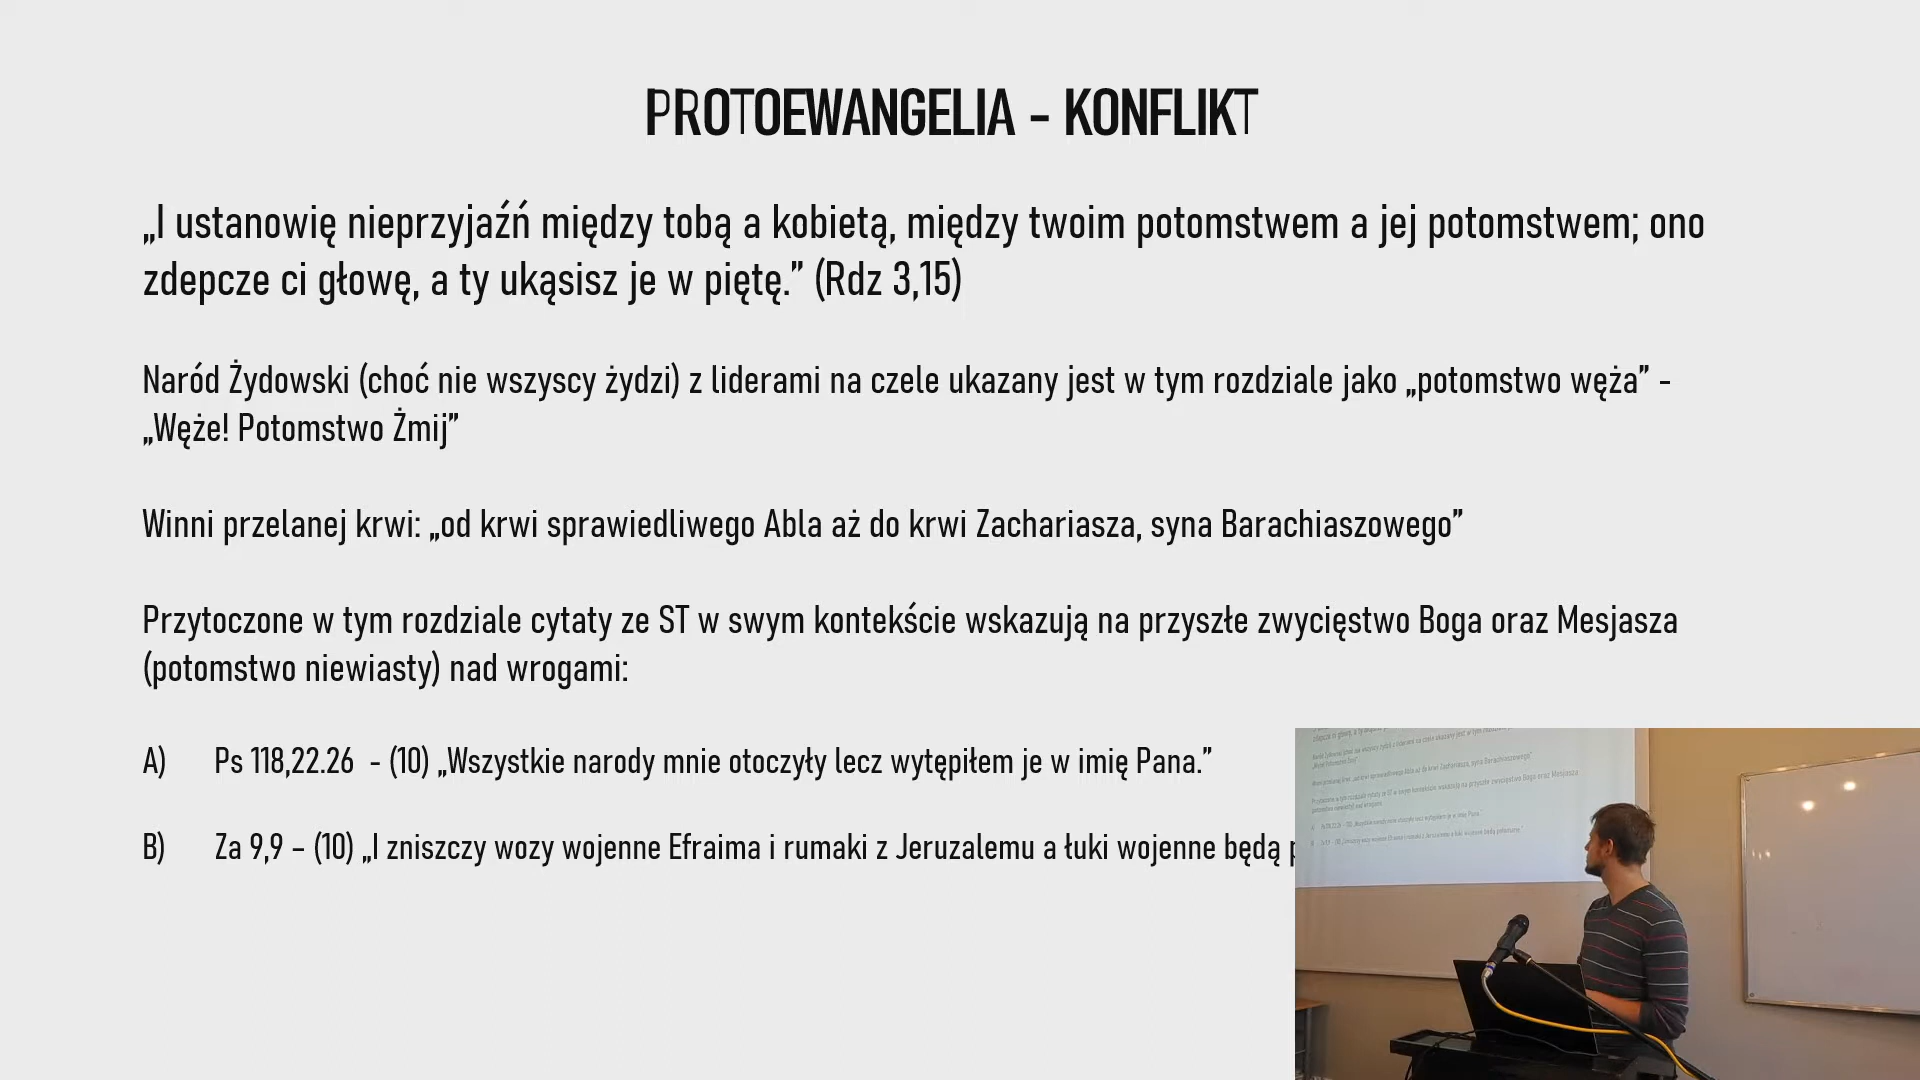 PROTOEWANGELIA - KONFLIKT
„I ustanowię nieprzyjaźń między tobą a kobietą, między twoim potomstwem a jej potomstwem; ono
zdepcze ci głowę, a ty ukąsisz je w piętę.” (Rdz 3,15)
Naród Żydowski (choć nie wszyscy żydzi) z liderami na czele ukazany jest w tym rozdziale jako „potomstwo węża” -
„Węże! Potomstwo Żmij”
Winni przelanej krwi: „od krwi sprawiedliwego Abla aż do krwi Zachariasza, syna Barachiaszowego”
Przytoczone w tym rozdziale cytaty ze ST w swym kontekście wskazują na przyszłe zwycięstwo Boga oraz Mesjasza
(potomstwo niewiasty) nad wrogami:
A) Ps 118,22.26 - (10) „Wszystkie narody mnie otoczyły lecz wytępiłem je w imię Pana.”
B) Za 9,9 – (10) „I zniszczy wozy wojenne Efraima i rumaki z Jeruzalemu a łuki wojenne będą